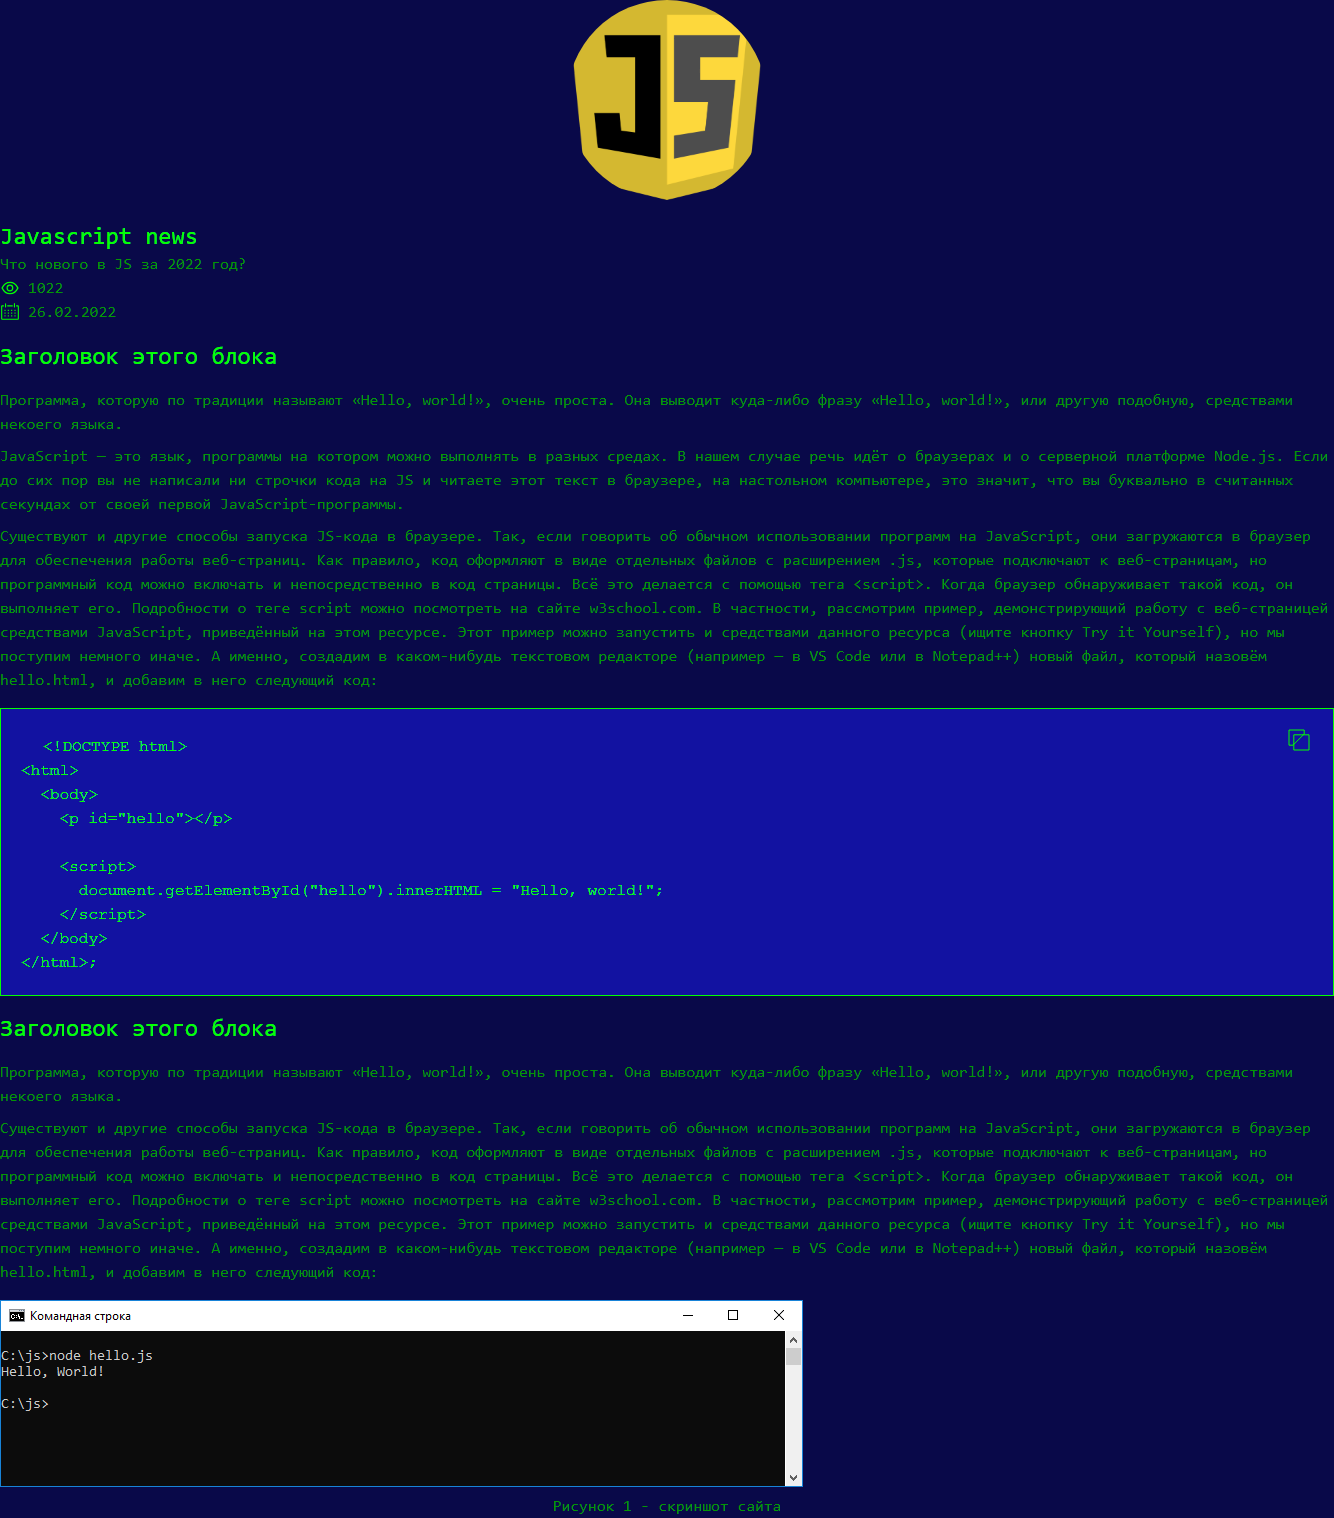 JS
Javascript news
Что нового в JS за 2022 год?
1022
26.02.2022
Заголовок этого блока
Программа, которую по традиции называют «Hello, world!», очень проста. Она выводит куда-либо фразу «Hello, world!», или другую подобную, средствами
некоего языка.
JavaScript — это язык, программы на котором можно выполнять в разных средах. В нашем случае речь идёт о браузерах и о серверной платформе Node.js. Если
до сих пор вы не написали ни строчки кода на JS и читаете этот текст в браузере, на настольном компьютере, это значит, что вы буквально в считанных
секундах от своей первой JavaScript-программы.
Существуют и другие способы запуска JS-кода в браузере. Так, если говорить об обычном использовании программ на JavaScript, они загружаются в браузер
для обеспечения работы веб-страниц. Как правило, код оформляют в виде отдельных файлов с расширением .js, которые подключают к веб-страницам, но
программный код можно включать и непосредственно в код страницы. Всё это делается с помощью тега <script>. Когда браузер обнаруживает такой код, он
выполняет его. Подробности о теге script можно посмотреть на сайте w3school.com. В частности, рассмотрим пример, демонстрирующий работу с веб-страницей
средствами JavaScript, приведённый на этом ресурсе. Этот пример можно запустить и средствами данного ресурса (ищите кнопку Try it Yourself), но мы
поступим немного иначе. А именно, создадим в каком-нибудь текстовом редакторе (например — в VS Code или в Notepad++) новый файл, который назовём
hello.html, и добавим в него следующий код:
<!DOCTYPE html>
<html>
<body>
<p id="hello"></p>
<script>
document.getElementById("hello").innerHTML = "Hello, world!";
</script>
</body>
</html>;
Заголовок этого блока
Программа, которую по традиции называют «Hello, world!», очень проста. Она выводит куда-либо фразу «Hello, world!», или другую подобную, средствами
некоего языка.
Существуют и другие способы запуска JS-кода в браузере. Так, если говорить об обычном использовании программ на JavaScript, они загружаются в браузер
для обеспечения работы веб-страниц. Как правило, код оформляют в виде отдельных файлов с расширением .js, которые подключают к веб-страницам, но
программный код можно включать и непосредственно в код страницы. Всё это делается с помощью тега <script>. Когда браузер обнаруживает такой код, он
выполняет его. Подробности о теге script можно посмотреть на сайте w3school.com. В частности, рассмотрим пример, демонстрирующий работу с веб-страницей
средствами JavaScript, приведённый на этом ресурсе. Этот пример можно запустить и средствами данного ресурса (ищите кнопку Try it Yourself), но мы
поступим немного иначе. А именно, создадим в каком-нибудь текстовом редакторе (например — в VS Code или в Notepad++) новый файл, который назовём
hello.html, и добавим в него следующий код:
C:\. Командная строка
C:\js>node hello.js
Hello, World!
C:\js>
Рисунок 1 - скриншот сайта